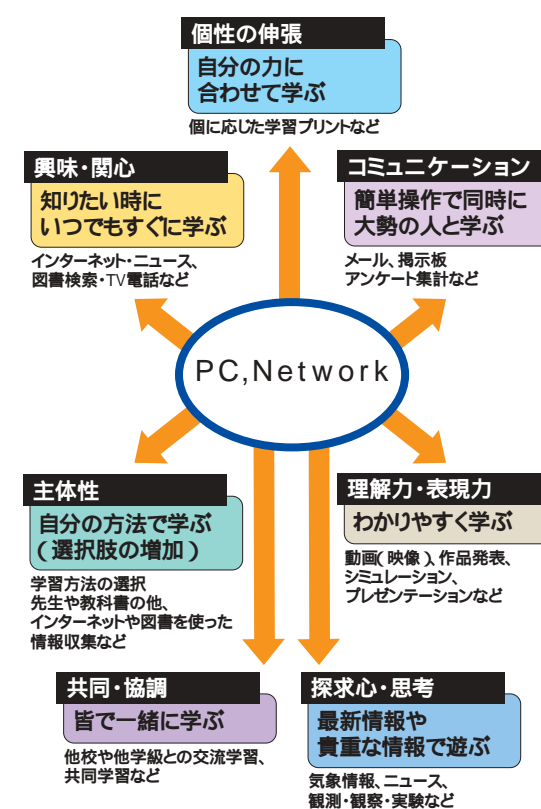 個性の伸張
自分の力に
合わせて学ぶ
個に応じた学習プリントなど
興味・関心
知りたい時に
いつでもすぐに学ぶ
インターネット・ニュース、
図書検索・TV電話など
コミュニケーション
簡単操作で同時に
大勢の人と学ぶ
メール、掲示板
アンケート集計など
PC,Network
主体性
自分の方法で学ぶ
(選択肢の増加)
学習方法の選択
先生や教科書の他、
インターネットや図書を使った
情報収集など
理解力・表現力
わかりやすく学ぶ
動画(映像)、作品発表、
シミュレーション、
プレゼンテーションなど
共同・協調
皆で一緒に学ぶ
他校や他学級との交流学習、
共同学習など
探求心・思考
最新情報や
貴重な情報で遊ぶ
気象情報、ニュース、
観測・観察・実験など